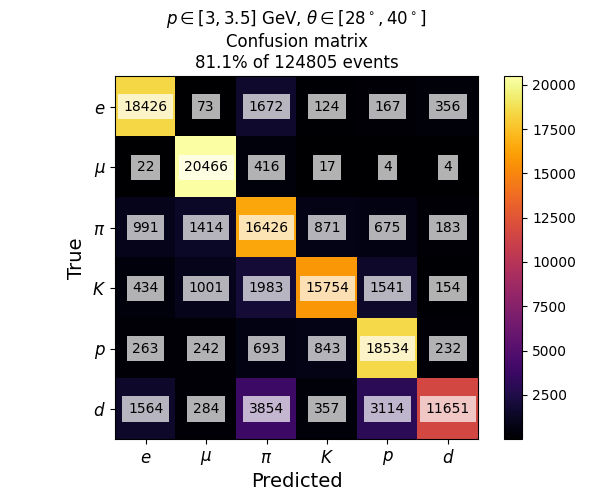 p ∈ [3, 3.5] GeV, θ ∈ [28°, 40°]
Confusion matrix
81.1% of 124805 events
e 18426 73 1672 124 167 356
μ 22 20466 416 17 4 4
π 991 1414 16426 871 675 183
K 434 1001 1983 15754 1541 154
p 263 242 693 843 18534 232
d 1564 284 3854 357 3114 11651
e μ π K p d
Predicted
True
20000
17500
15000
12500
10000
7500
5000
2500